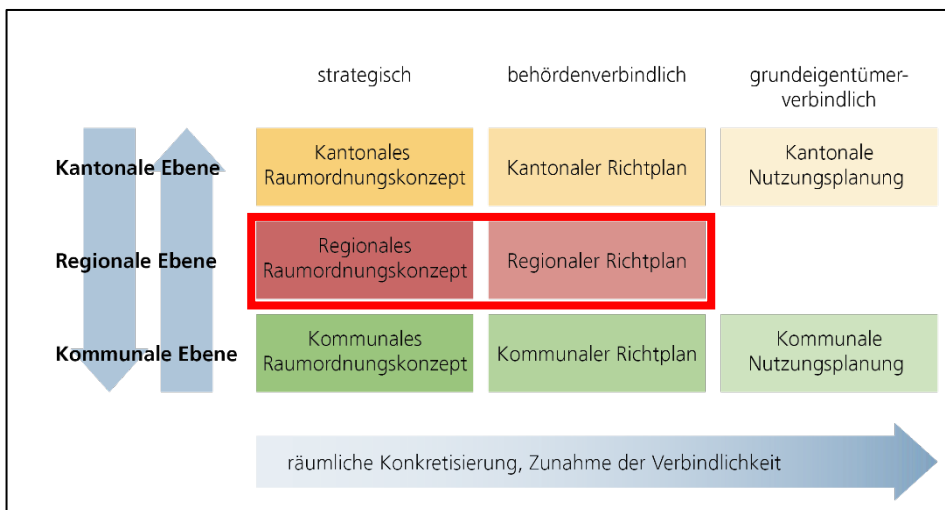 strategisch
behördenverbindlich
grundeigentümer-
verbindlich
Kantonale Ebene
Kantonales
Raumordnungskonzept
Kantonaler Richtplan
Kantonale
Nutzungsplanung
Regionale Ebene
Regionales
Raumordnungskonzept
Regionaler Richtplan
Kommunale Ebene
Kommunales
Raumordnungskonzept
Kommunaler Richtplan
Kommunale
Nutzungsplanung
räumliche Konkretisierung, Zunahme der Verbindlichkeit